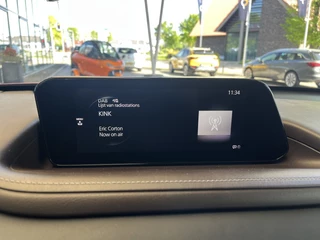 11:34
DAB
Lijst van radiostations
KINK
Eric Corton
Now on air